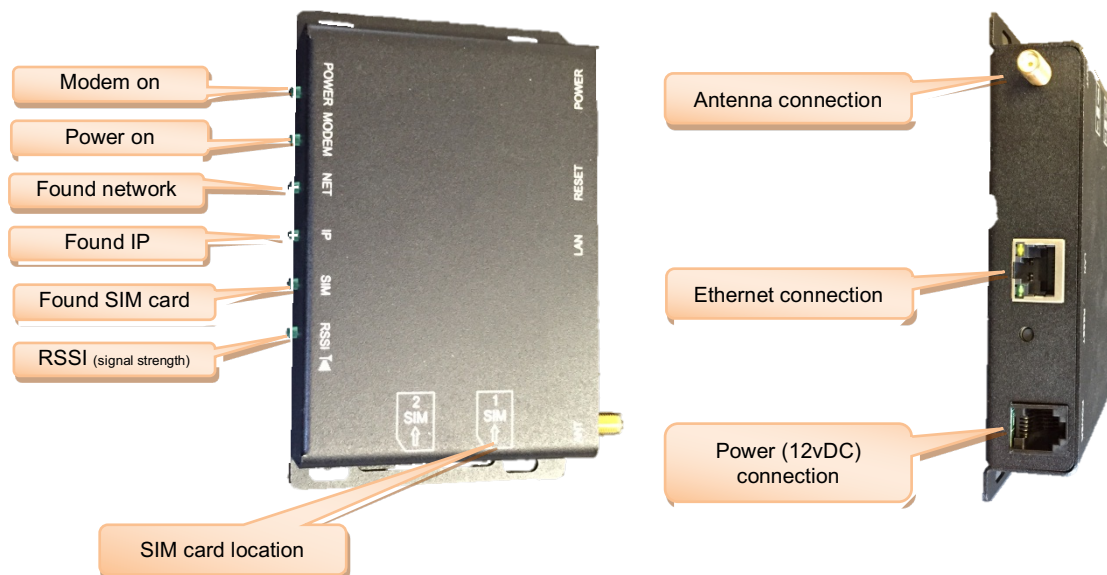 Modem on
Power on
Found network
Found IP
Found SIM card
RSSI (signal strength)
POWER
MODEM
NET
IP
SIM
RSSI
POWER
RESET
LAN
2
SIM
1
SIM
SIM card location
Antenna connection
Ethernet connection
Power (12vDC)
connection